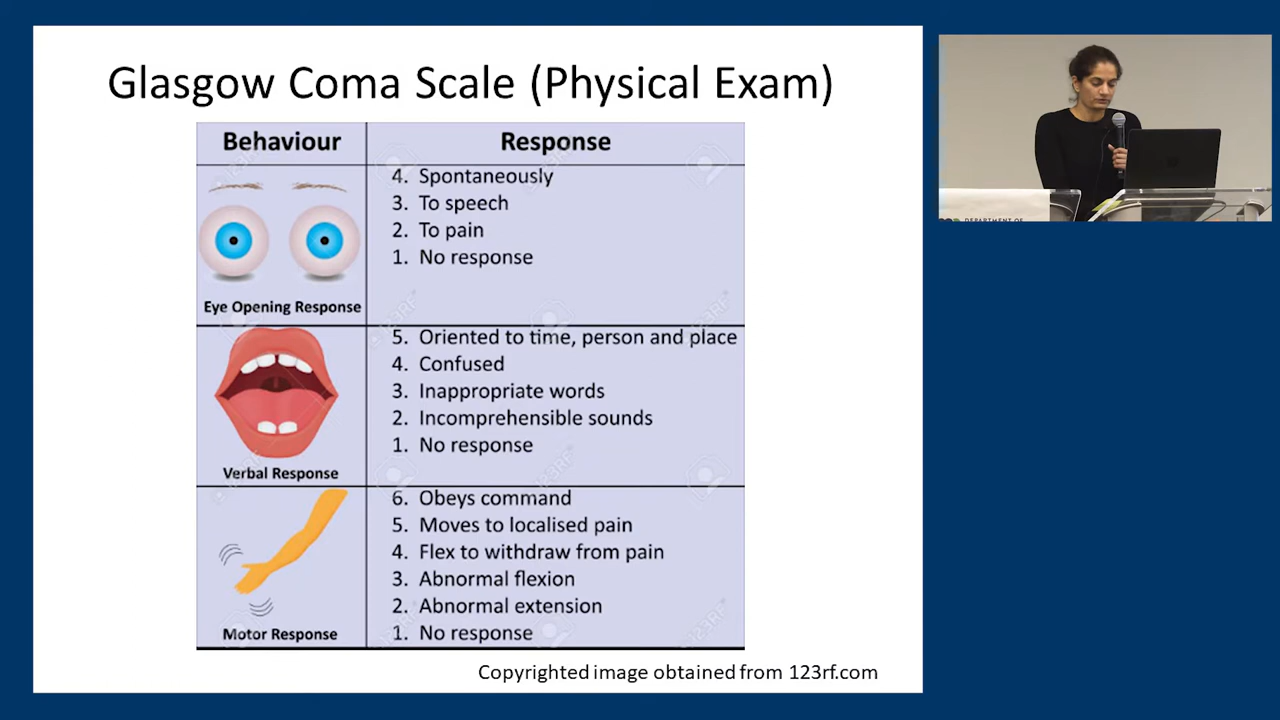 Glasgow Coma Scale (Physical Exam)
Behaviour
Response
4. Spontaneously
3. To speech
2. To pain
1. No response
Eye Opening Response
5. Oriented to time, person and place
4. Confused
3. Inappropriate words
2. Incomprehensible sounds
1. No response
Verbal Response
6. Obeys command
5. Moves to localised pain
4. Flex to withdraw from pain
3. Abnormal flexion
2. Abnormal extension
1. No response
Motor Response
Copyrighted image obtained from 123rf.com
DEPARTMENT OF